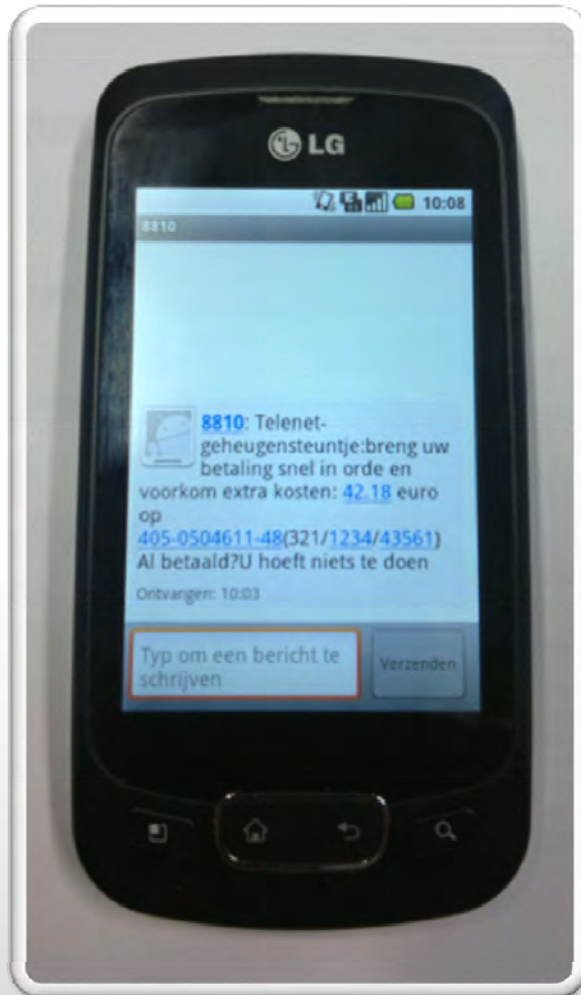 LG
10:08
8810
8810: Telenet-
geheugensteuntje:breng uw
betaling snel in orde en
voorkom extra kosten: 42.18 euro
op
405-0504611-48(321/1234/43561)
Al betaald?U hoeft niets te doen
Ontvangen: 10:03
Typ om een bericht te
schrijven
Verzenden